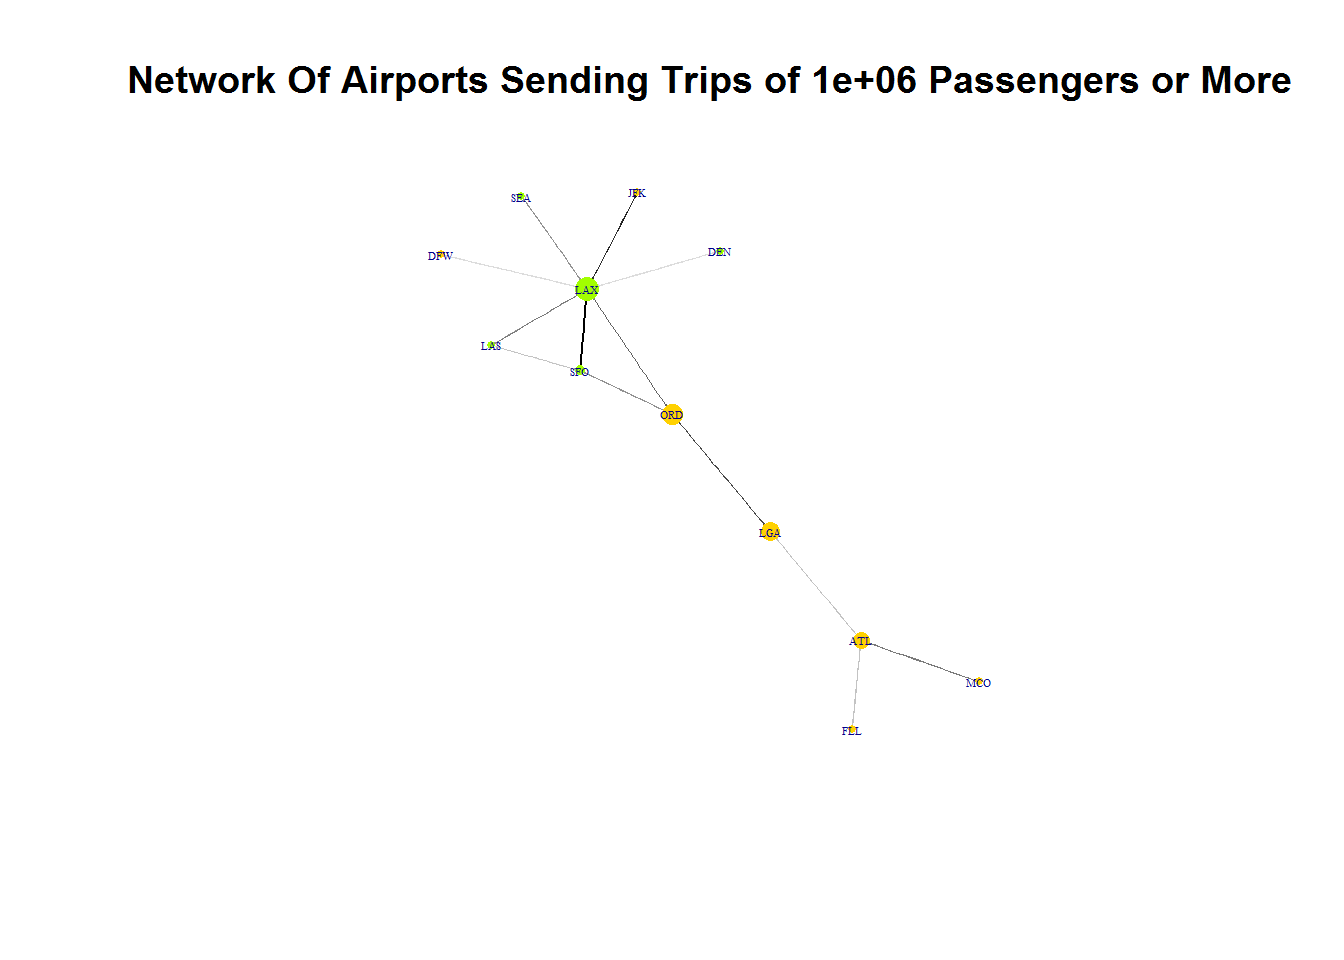 Network Of Airports Sending Trips of 1e+06 Passengers or More
SEA
JFK
DFW
DEN
LAX
LAS
SFO
ORD
LGA
ATL
MCO
FLL